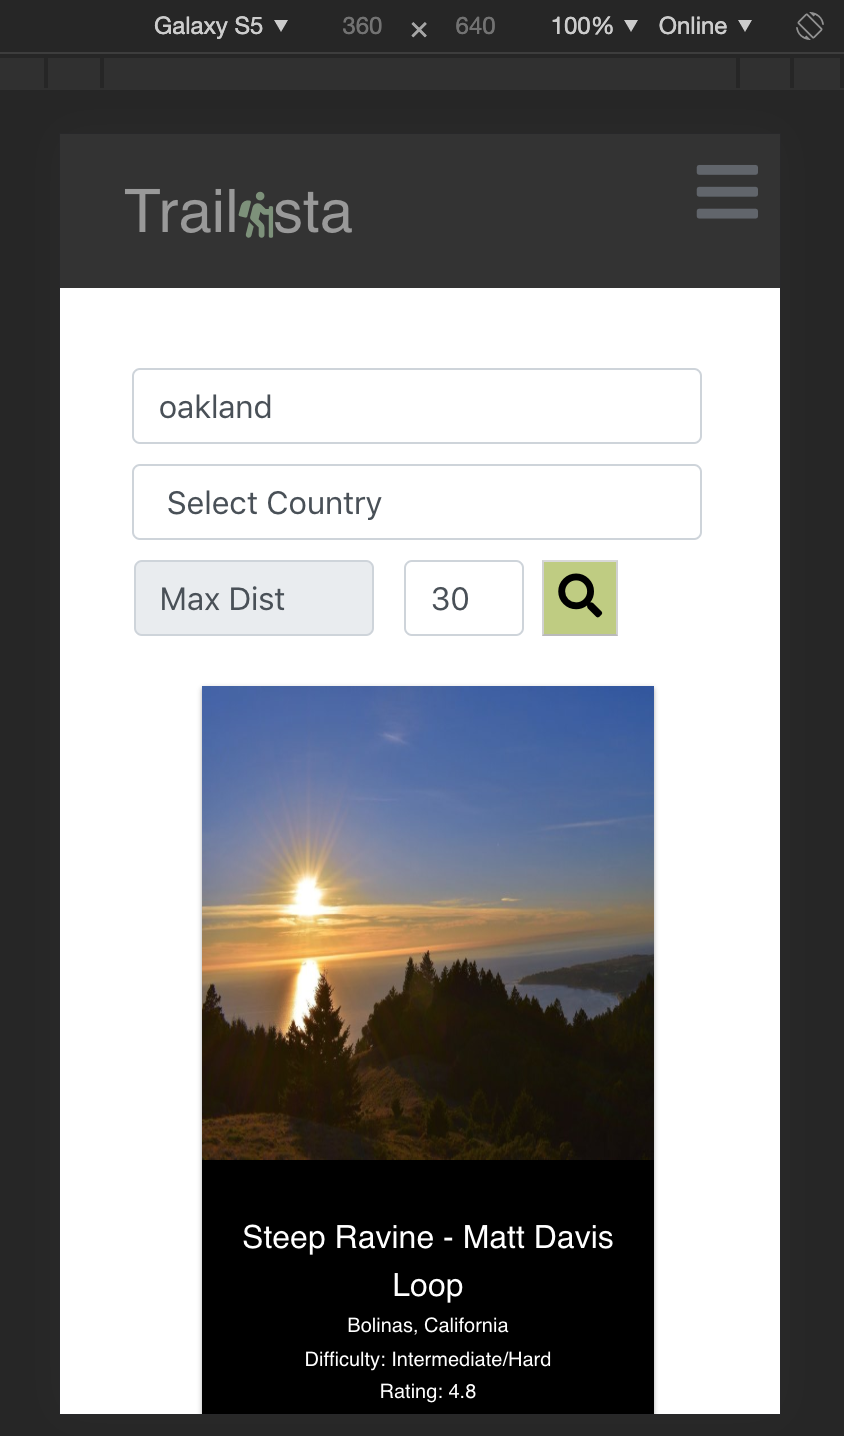 Galaxy S5 ▼ 360 × 640 100% ▼ Online ▼
Trailista
oakland
Select Country
Max Dist 30
Steep Ravine - Matt Davis
Loop
Bolinas, California
Difficulty: Intermediate/Hard
Rating: 4.8